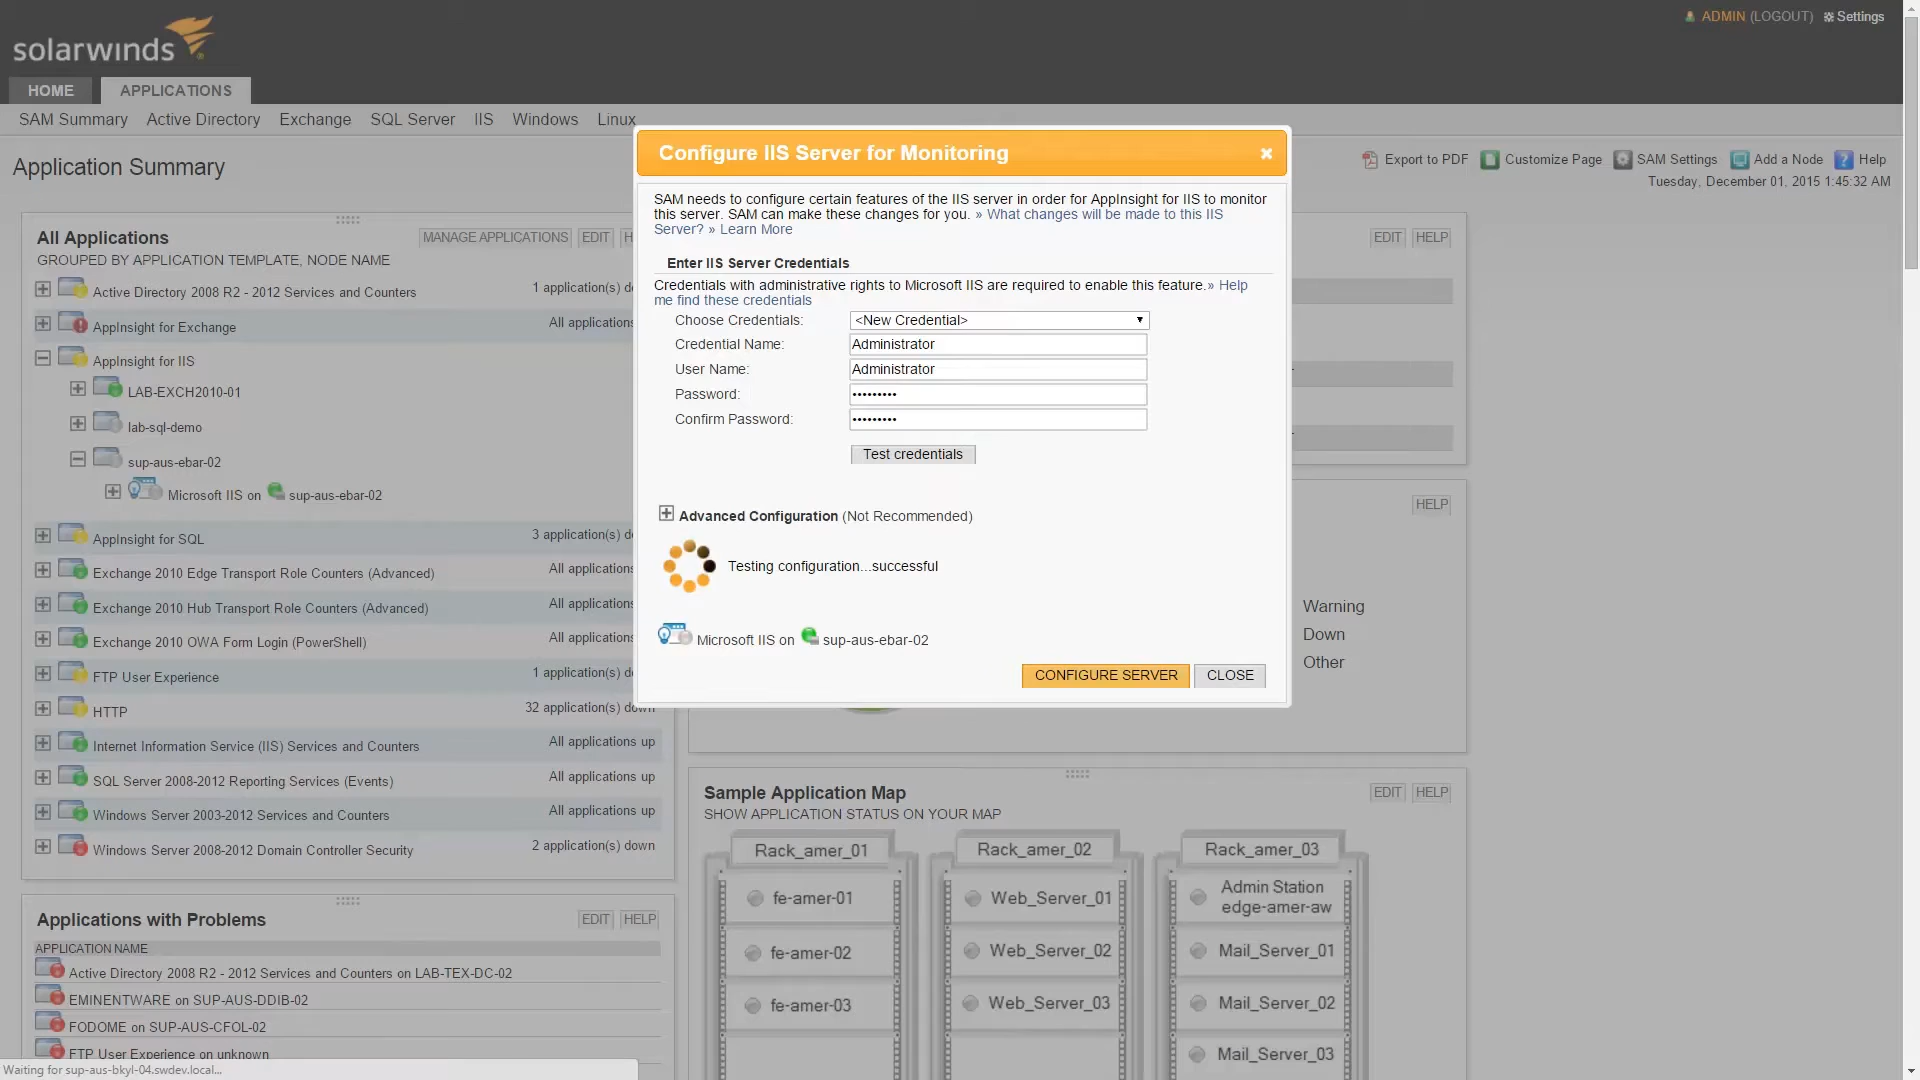 ADMIN (LOGOUT) Settings
solarwinds
HOME APPLICATIONS
SAM Summary Active Directory Exchange SQL Server IIS Windows Linux
Application Summary
Export to PDF Customize Page SAM Settings Add a Node Help
Tuesday, December 01, 2015 1:45:32 AM
All Applications MANAGE APPLICATIONS EDIT
GROUPED BY APPLICATION TEMPLATE, NODE NAME
Active Directory 2008 R2 - 2012 Services and Counters 1 application(s)
AppInsight for Exchange All applications
AppInsight for IIS
LAB-EXCH2010-01
lab-sql-demo
sup-aus-ebar-02
Microsoft IIS on sup-aus-ebar-02
AppInsight for SQL 3 application(s)
Exchange 2010 Edge Transport Role Counters (Advanced) All applications
Exchange 2010 Hub Transport Role Counters (Advanced) All applications
Exchange 2010 OWA Form Login (PowerShell) All applications
FTP User Experience 1 application(s)
HTTP 32 application(s) down
Internet Information Service (IIS) Services and Counters All applications up
SQL Server 2008-2012 Reporting Services (Events) All applications up
Windows Server 2003-2012 Services and Counters All applications up
Windows Server 2008-2012 Domain Controller Security 2 application(s) down
Applications with Problems EDIT HELP
APPLICATION NAME
Active Directory 2008 R2 - 2012 Services and Counters on LAB-TEX-DC-02
EMINENTWARE on SUP-AUS-DDIB-02
FODOME on SUP-AUS-CFOL-02
FTP User Experience on unknown
Waiting for sup-aus-bkyl-04.swdev.local...
Configure IIS Server for Monitoring
SAM needs to configure certain features of the IIS server in order for AppInsight for IIS to monitor
this server. SAM can make these changes for you. » What changes will be made to this IIS
Server? » Learn More
Enter IIS Server Credentials
Credentials with administrative rights to Microsoft IIS are required to enable this feature.» Help
me find these credentials
Choose Credentials: <New Credential>
Credential Name: Administrator
User Name: Administrator
Password: •••••••••
Confirm Password: •••••••••
Test credentials
Advanced Configuration (Not Recommended)
Testing configuration...successful
Microsoft IIS on sup-aus-ebar-02
CONFIGURE SERVER CLOSE
EDIT HELP
HELP
Warning
Down
Other
Sample Application Map EDIT HELP
SHOW APPLICATION STATUS ON YOUR MAP
Rack_amer_01
fe-amer-01
fe-amer-02
fe-amer-03
Rack_amer_02
Web_Server_01
Web_Server_02
Web_Server_03
Rack_amer_03
Admin Station
edge-amer-aw
Mail_Server_01
Mail_Server_02
Mail_Server_03